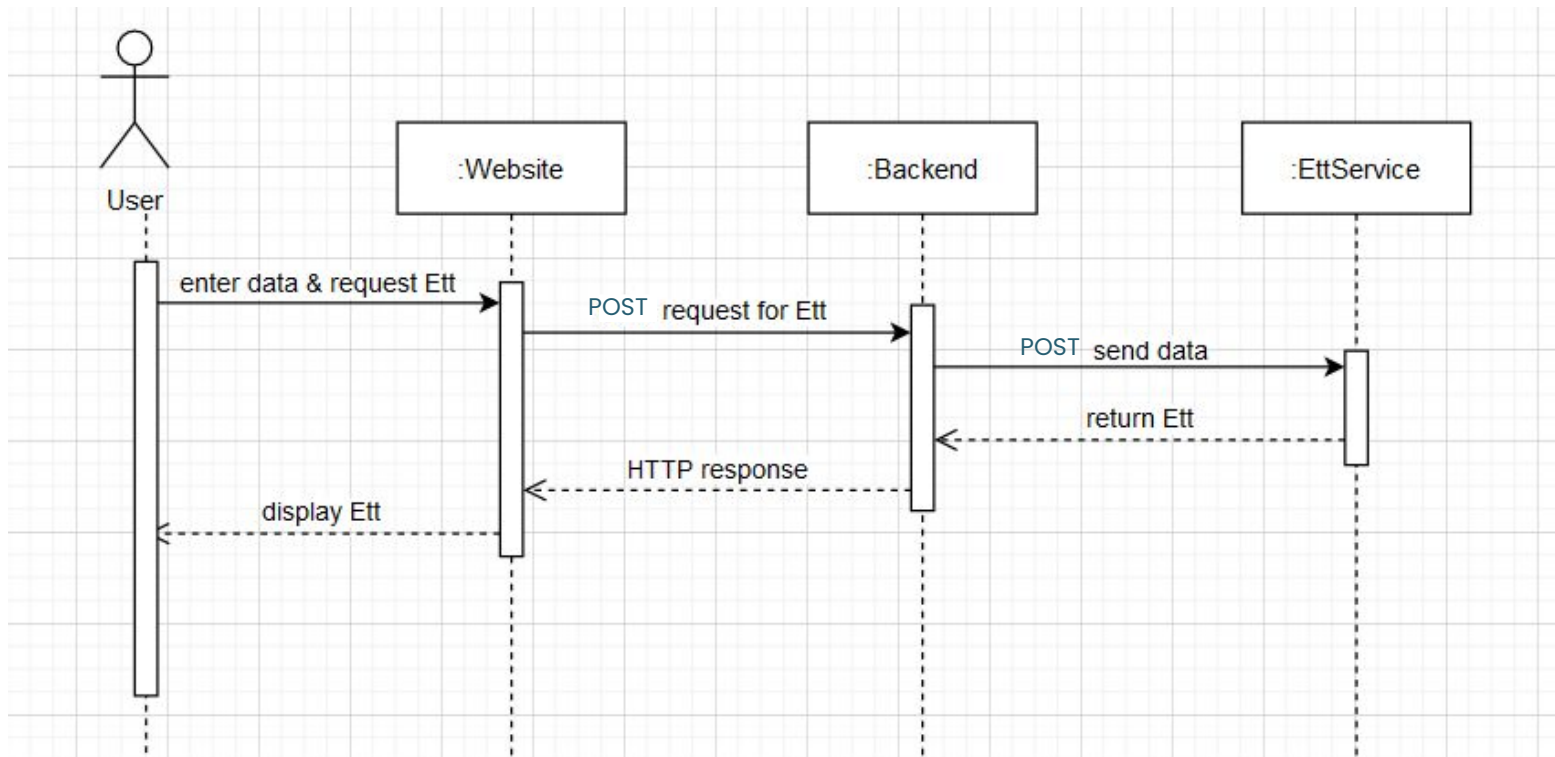 User
:Website
:Backend
:EttService
enter data & request Ett
POST request for Ett
POST send data
return Ett
HTTP response
display Ett